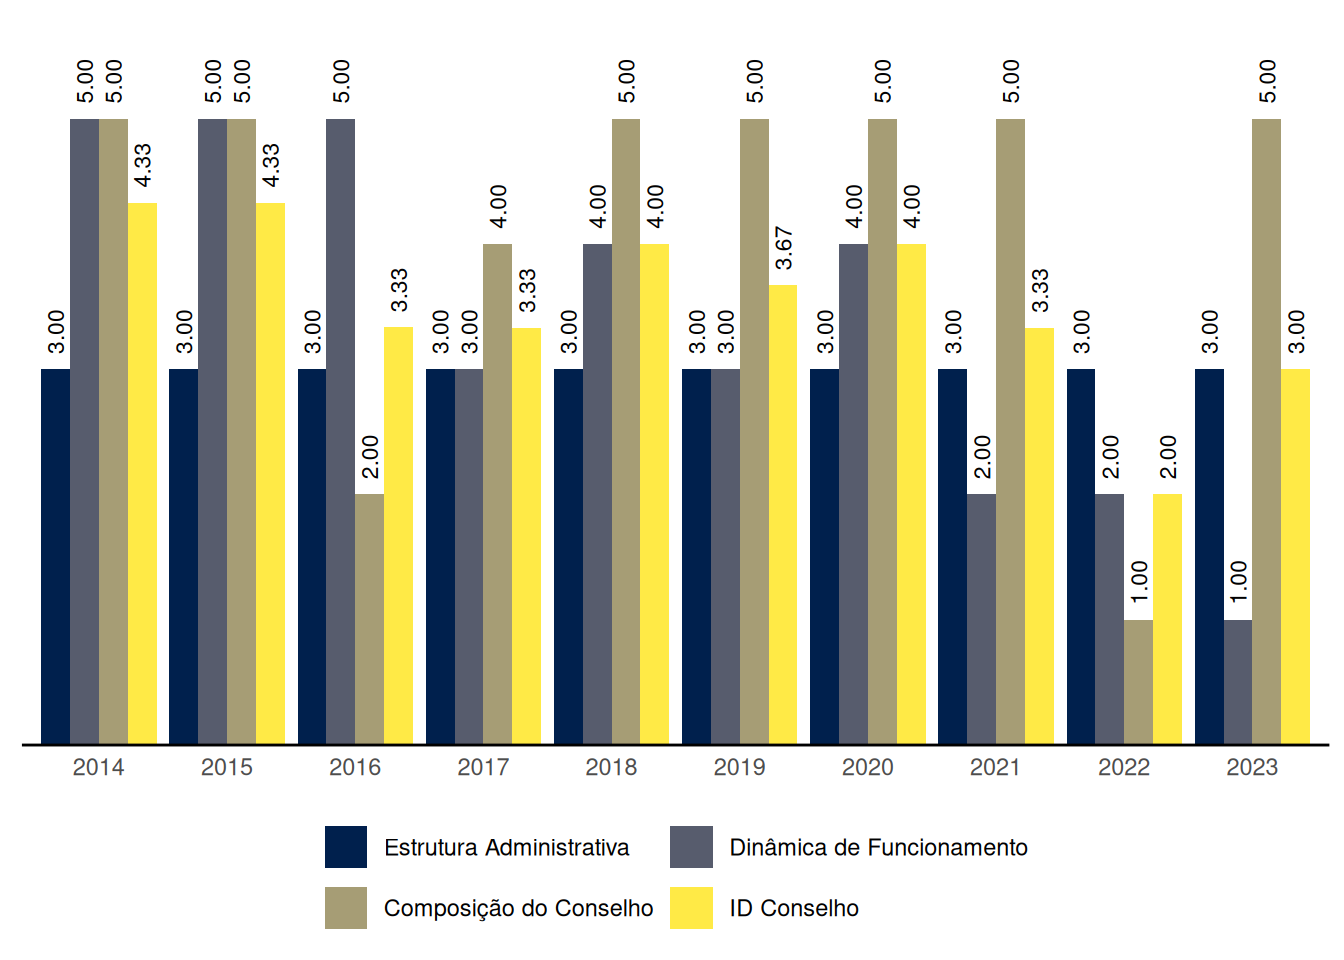 5.00 5.00 5.00 5.00 5.00 5.00 5.00 5.00 5.00 5.00
4.33 4.33
4.00 4.00 4.00 4.00 4.00
3.67
3.33 3.33 3.33
3.00 3.00 3.00 3.00 3.00 3.00 3.00 3.00 3.00 3.00 3.00 3.00 3.00
2.00 2.00 2.00 2.00
1.00 1.00
2014 2015 2016 2017 2018 2019 2020 2021 2022 2023
Estrutura Administrativa Dinâmica de Funcionamento
Composição do Conselho ID Conselho